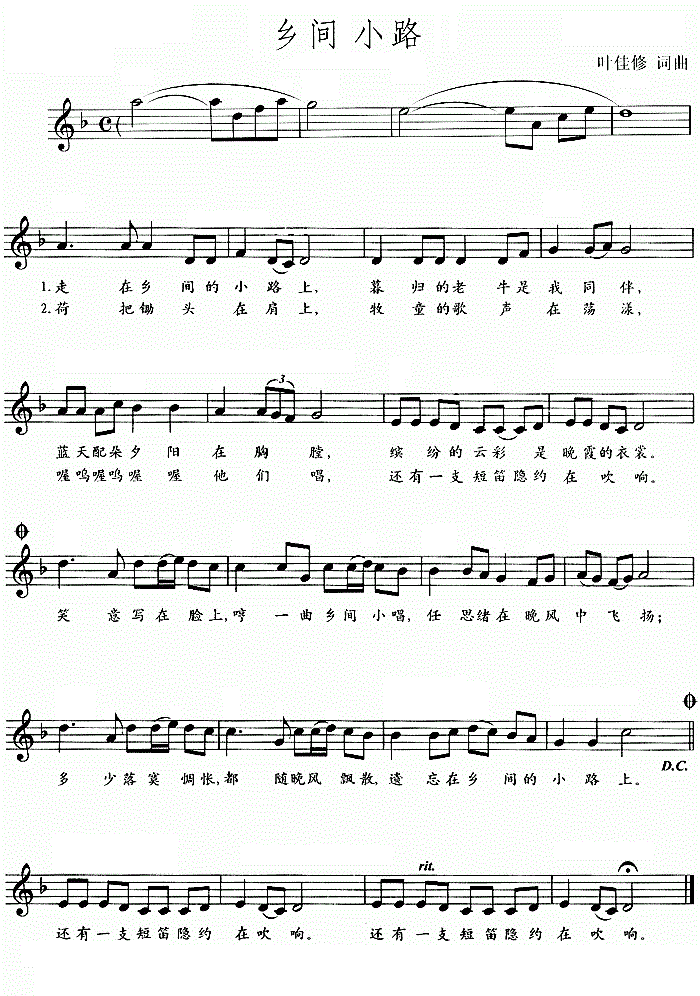 乡间小路
叶佳修 词曲
1.走 在乡 间的小路上, 暮归的老 牛是我同伴,
2.荷 把锄 头在肩上, 牧童的歌 声在荡漾,
3
蓝天配朵夕 阳在胸膛, 缤纷的云彩是晚霞的衣裳。
喔呜喔呜喔 喔他们唱, 还有一支短笛隐约在吹响。
笑 意写在脸上,哼 一曲乡间小唱,任 思绪在晚风中飞扬;
多 少落寞惆怅,都 随晚风飘散,遗 忘在乡间的小路上。
D.C.
rit.
还有一支短笛隐约 在吹响。 还有一支短笛隐约在吹响。